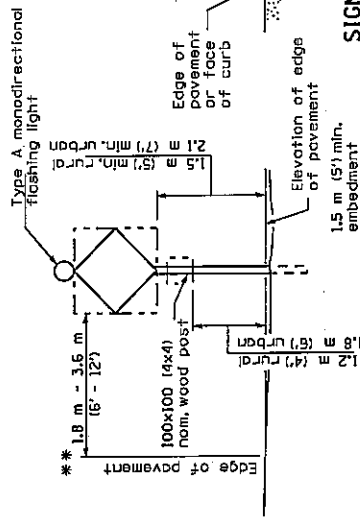 Type A monodirectional
flashing light
** 1.8 m - 3.6 m
(6' - 12')
Edge of pavement
100x100 (4x4)
nom. wood post
1.5 m (5') min. rural
2.1 m (7') min. urban
1.2 m (4') rural
1.8 m (6') urban
Edge of
pavement
or face
of curb
Elevation of edge
of pavement
1.5 m (5') min.
embedment
SIGN